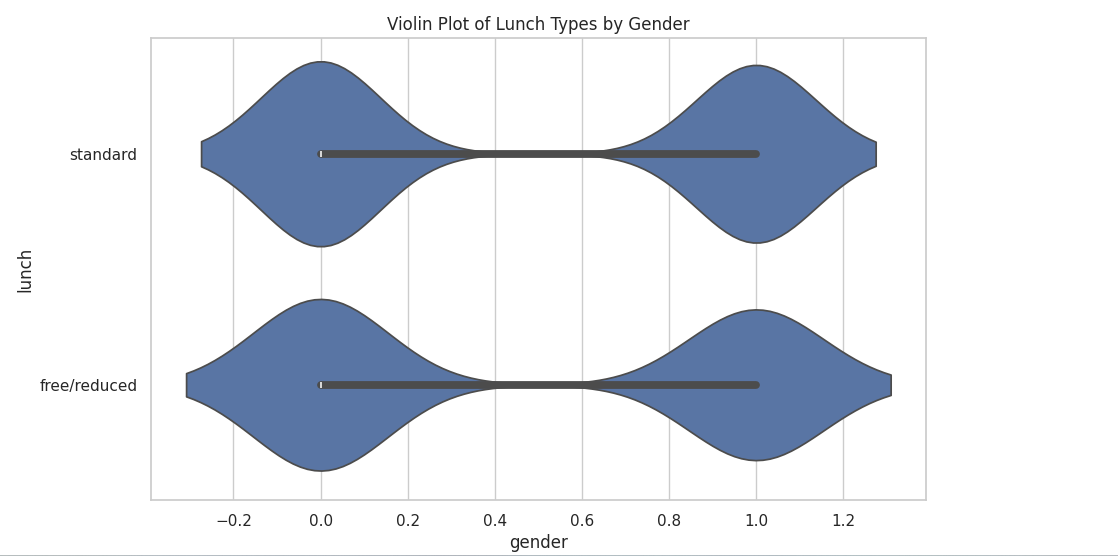 Violin Plot of Lunch Types by Gender
standard
lunch
free/reduced
−0.2 0.0 0.2 0.4 0.6 0.8 1.0 1.2
gender